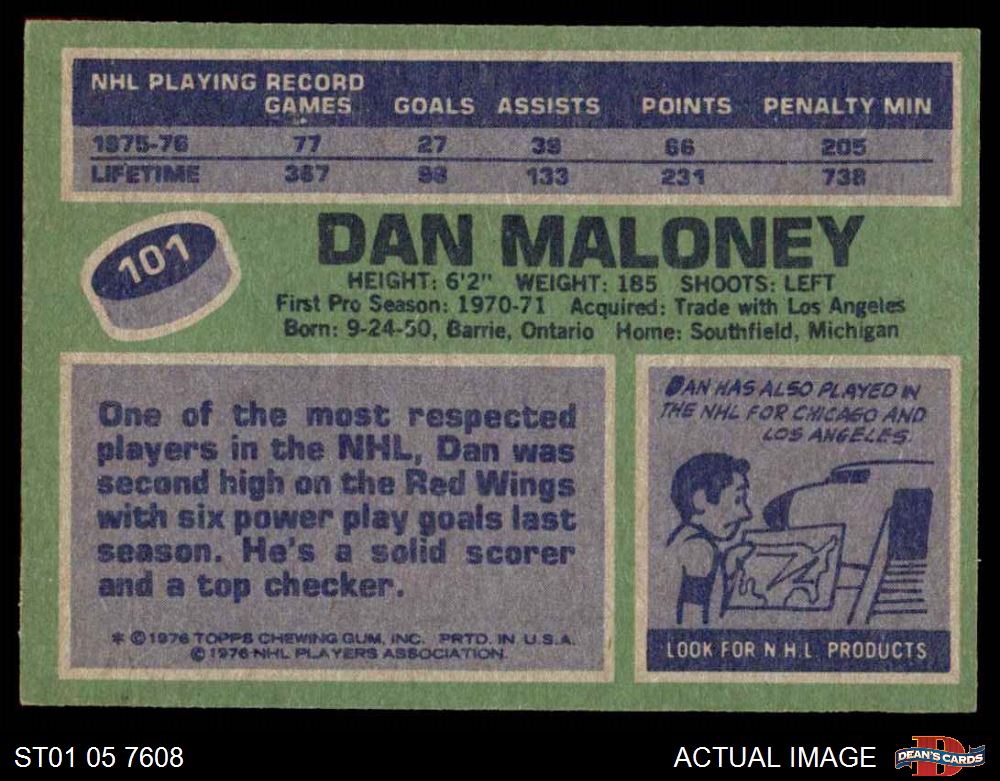 NHL PLAYING RECORD
GAMES GOALS ASSISTS POINTS PENALTY MIN
1975-76 77 27 39 66 205
LIFETIME 367 98 133 231 738
101
DAN MALONEY
HEIGHT: 6'2" WEIGHT: 185 SHOOTS: LEFT
First Pro Season: 1970-71 Acquired: Trade with Los Angeles
Born: 9-24-50, Barrie, Ontario Home: Southfield, Michigan
One of the most respected
players in the NHL, Dan was
second high on the Red Wings
with six power play goals last
season. He's a solid scorer
and a top checker.
* © 1976 TOPPS CHEWING GUM, INC. PRTD. IN U.S.A.
© 1976 NHL PLAYERS ASSOCIATION
DAN HAS ALSO PLAYED IN
THE NHL FOR CHICAGO AND
LOS ANGELES.
LOOK FOR N.H.L. PRODUCTS
ST01 05 7608
ACTUAL IMAGE
D
DEAN'S CARDS